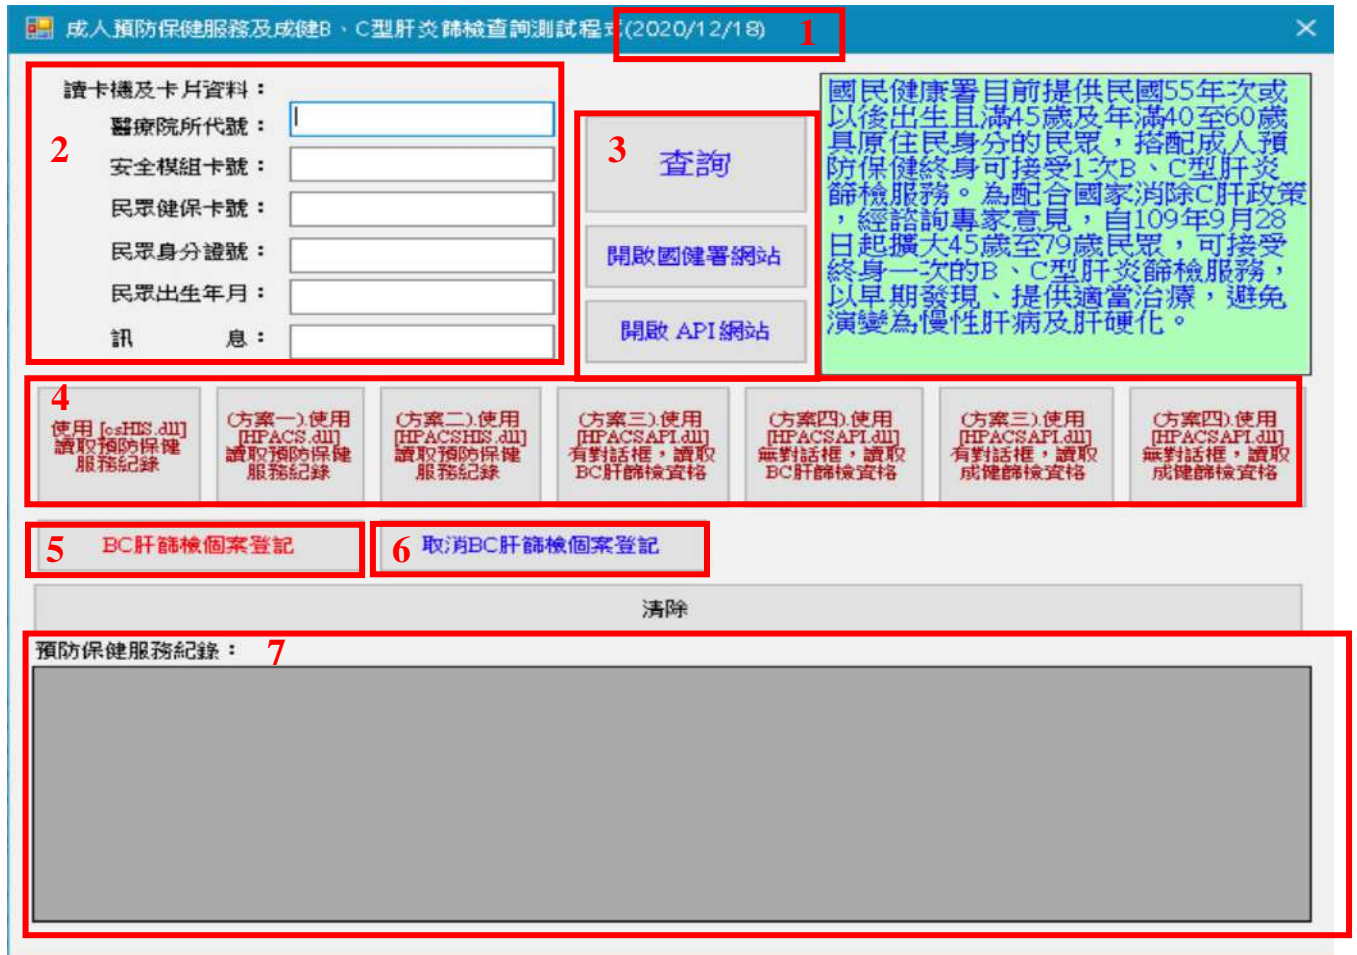 成人預防保健服務及成健B、C型肝炎篩檢查詢測試程式(2020/12/18)
1
讀卡機及卡片資料：
2
醫療院所代號：
安全模組卡號：
民眾健保卡號：
民眾身分證號：
民眾出生年月：
訊 息：
3
查詢
開啟國健署網站
開啟 API 網站
國民健康署目前提供民國55年次或
以後出生且滿45歲及年滿40至60歲
具原住民身分的民眾，搭配成人預
防保健終身可接受1次B、C型肝炎
篩檢服務。為配合國家消除C肝政策
，經諮詢專家意見，自109年9月28
日起擴大45歲至79歲民眾，可接受
終身一次的B、C型肝炎篩檢服務，
以早期發現、提供適當治療，避免
演變為慢性肝病及肝硬化。
4
使用 [csHIS.dll]
讀取預防保健
服務紀錄
(方案一).使用
[HPACS.dll]
讀取預防保健
服務紀錄
(方案二).使用
[HPACSHIS.dll]
讀取預防保健
服務紀錄
(方案三).使用
[HPACSAPI.dll]
有對話框，讀取
BC肝篩檢資格
(方案四).使用
[HPACSAPI.dll]
無對話框，讀取
BC肝篩檢資格
(方案三).使用
[HPACSAPI.dll]
有對話框，讀取
成健篩檢資格
(方案四).使用
[HPACSAPI.dll]
無對話框，讀取
成健篩檢資格
5
BC肝篩檢個案登記
6
取消BC肝篩檢個案登記
清除
預防保健服務紀錄：
7